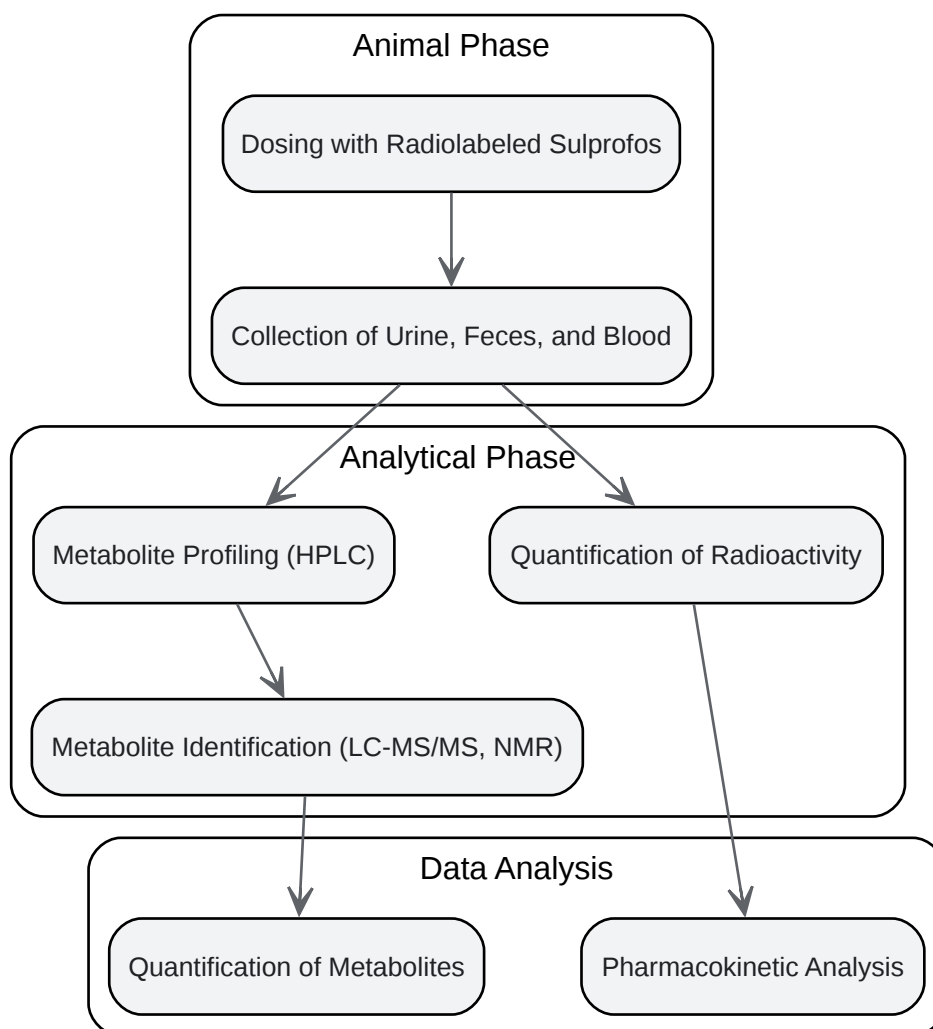 Animal Phase
Dosing with Radiolabeled Sulprofos
Collection of Urine, Feces, and Blood
Analytical Phase
Metabolite Profiling (HPLC)
Quantification of Radioactivity
Metabolite Identification (LC-MS/MS, NMR)
Data Analysis
Quantification of Metabolites
Pharmacokinetic Analysis